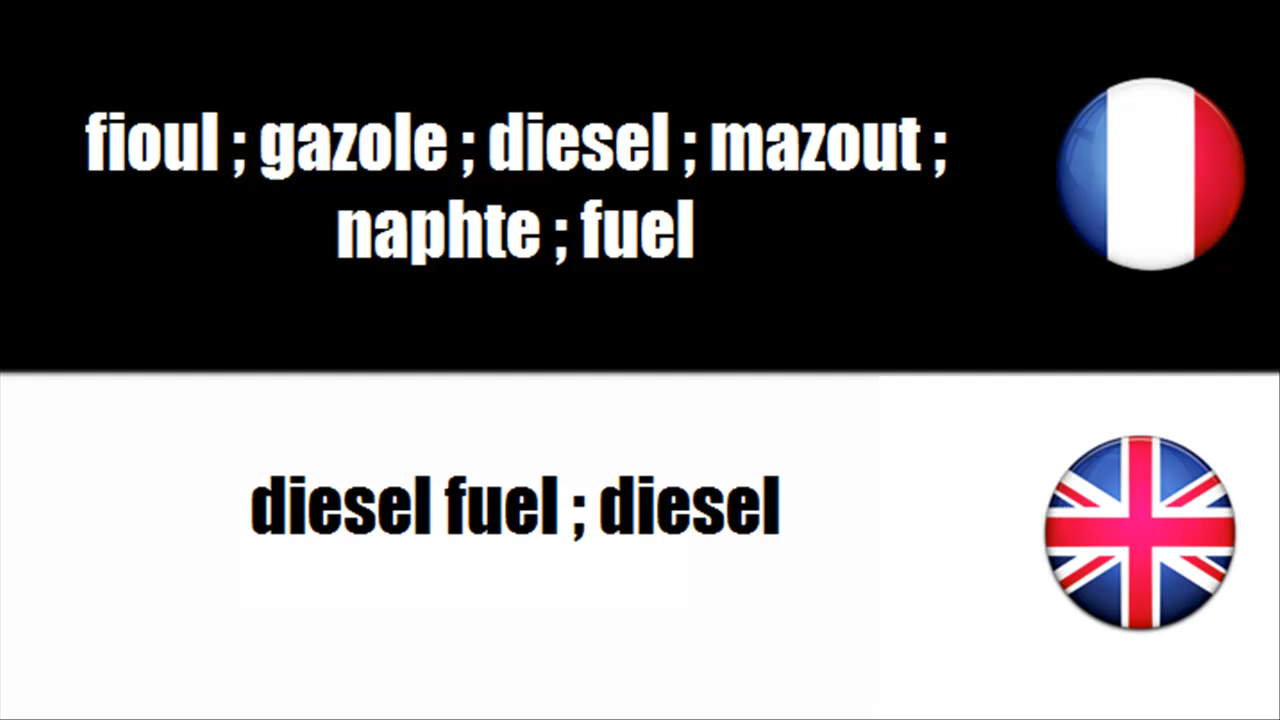 fioul ; gazole ; diesel ; mazout ;
naphte ; fuel
diesel fuel ; diesel